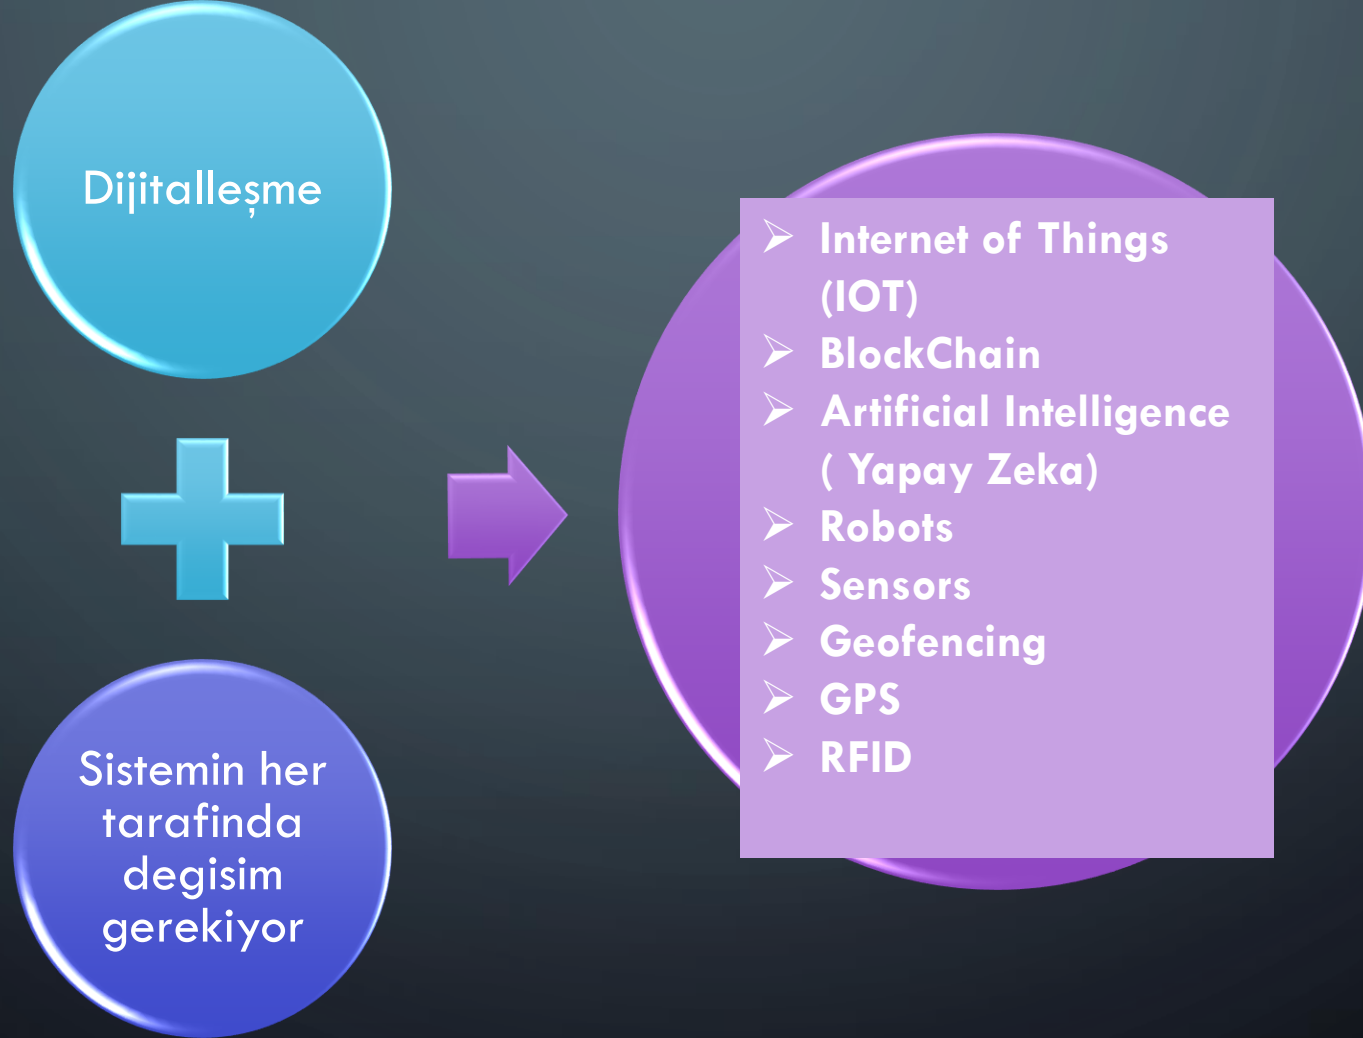 Dijitalleşme
Sistemin her
tarafinda
degisim
gerekiyor
Internet of Things
(IOT)
BlockChain
Artificial Intelligence
( Yapay Zeka)
Robots
Sensors
Geofencing
GPS
RFID